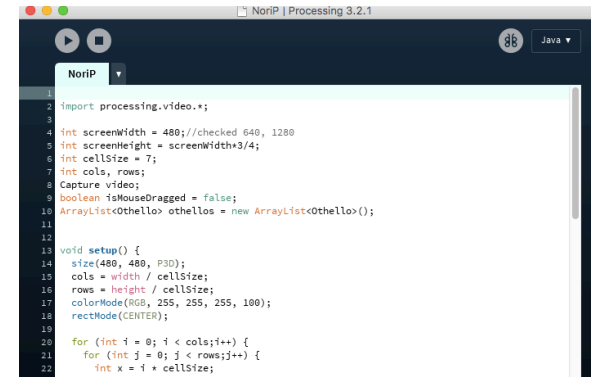 NoriP | Processing 3.2.1
Java ▼
NoriP ▼
1
2 import processing.video.*;
3
4 int screenWidth = 480;//checked 640, 1280
5 int screenHeight = screenWidth*3/4;
6 int cellSize = 7;
7 int cols, rows;
8 Capture video;
9 boolean isMouseDragged = false;
10 ArrayList<Othello> othellos = new ArrayList<Othello>();
11
12
13 void setup() {
14   size(480, 480, P3D);
15   cols = width / cellSize;
16   rows = height / cellSize;
17   colorMode(RGB, 255, 255, 255, 100);
18   rectMode(CENTER);
19
20   for (int i = 0; i < cols;i++) {
21     for (int j = 0; j < rows;j++) {
22       int x = i * cellSize;